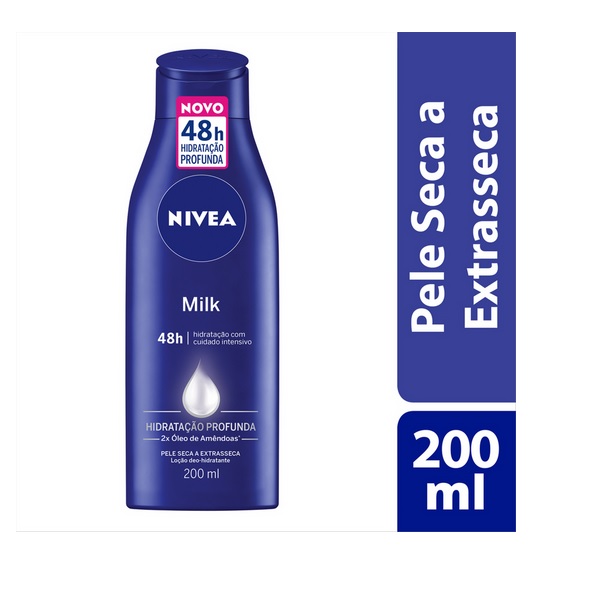 NOVO
48h
HIDRATAÇÃO
PROFUNDA
NIVEA
Milk
48h | hidratação com
cuidado intensivo
HIDRATAÇÃO PROFUNDA
2x Óleo de Amêndoas*
PELE SECA A EXTRASSECA
Loção deo-hidratante
200 ml
Pele Seca a
Extrasseca
200
ml